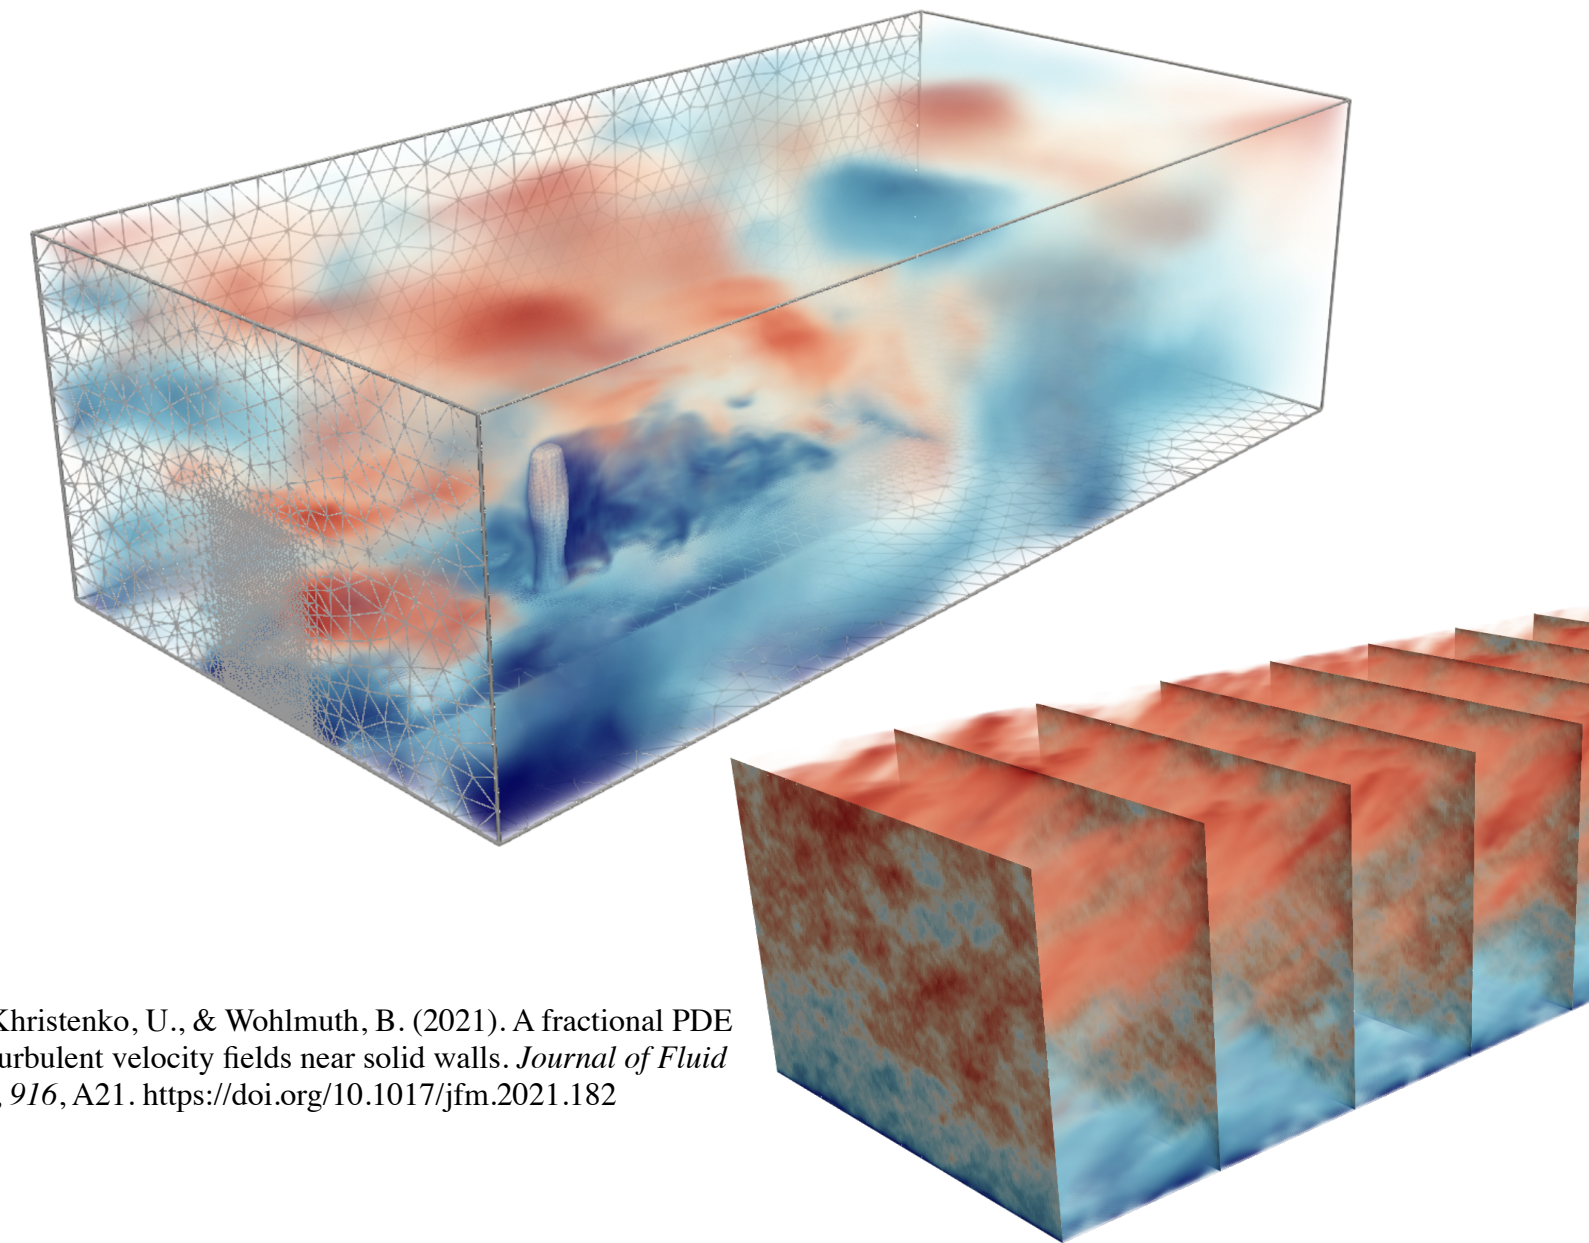 Khristenko, U., & Wohlmuth, B. (2021). A fractional PDE
urbulent velocity fields near solid walls. Journal of Fluid
, 916, A21. https://doi.org/10.1017/jfm.2021.182